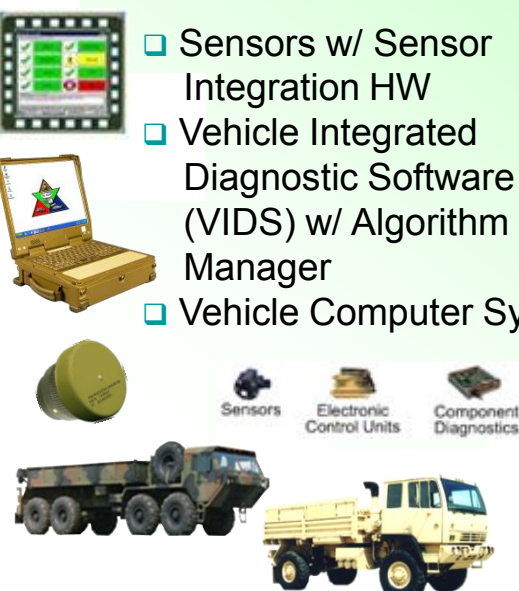 Sensors w/ Sensor
Integration HW
Vehicle Integrated
Diagnostic Software
(VIDS) w/ Algorithm
Manager
Vehicle Computer Sy
Sensors
Electronic
Control Units
Component
Diagnostics